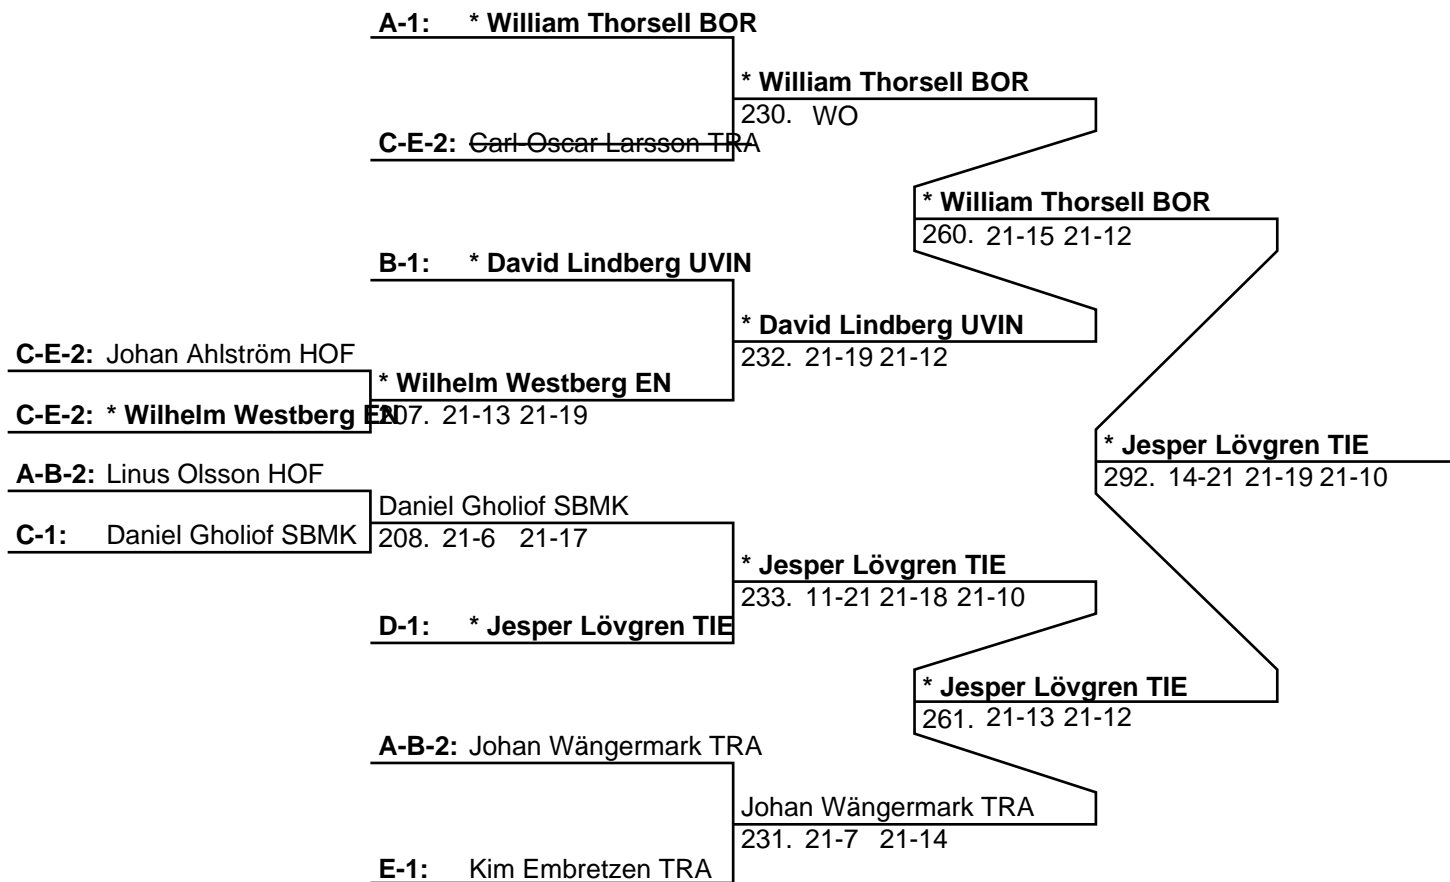 A-1: * William Thorsell BOR
* William Thorsell BOR
230. WO
C-E-2: Carl-Oscar Larsson TRA
* William Thorsell BOR
260. 21-15 21-12
B-1: * David Lindberg UVIN
* David Lindberg UVIN
232. 21-19 21-12
C-E-2: Johan Ahlström HOF
* Wilhelm Westberg EN
207. 21-13 21-19
C-E-2: * Wilhelm Westberg EN
* Jesper Lövgren TIE
292. 14-21 21-19 21-10
A-B-2: Linus Olsson HOF
Daniel Gholiof SBMK
208. 21-6 21-17
C-1: Daniel Gholiof SBMK
* Jesper Lövgren TIE
233. 11-21 21-18 21-10
D-1: * Jesper Lövgren TIE
* Jesper Lövgren TIE
261. 21-13 21-12
A-B-2: Johan Wängermark TRA
Johan Wängermark TRA
231. 21-7 21-14
E-1: Kim Embretzen TRA